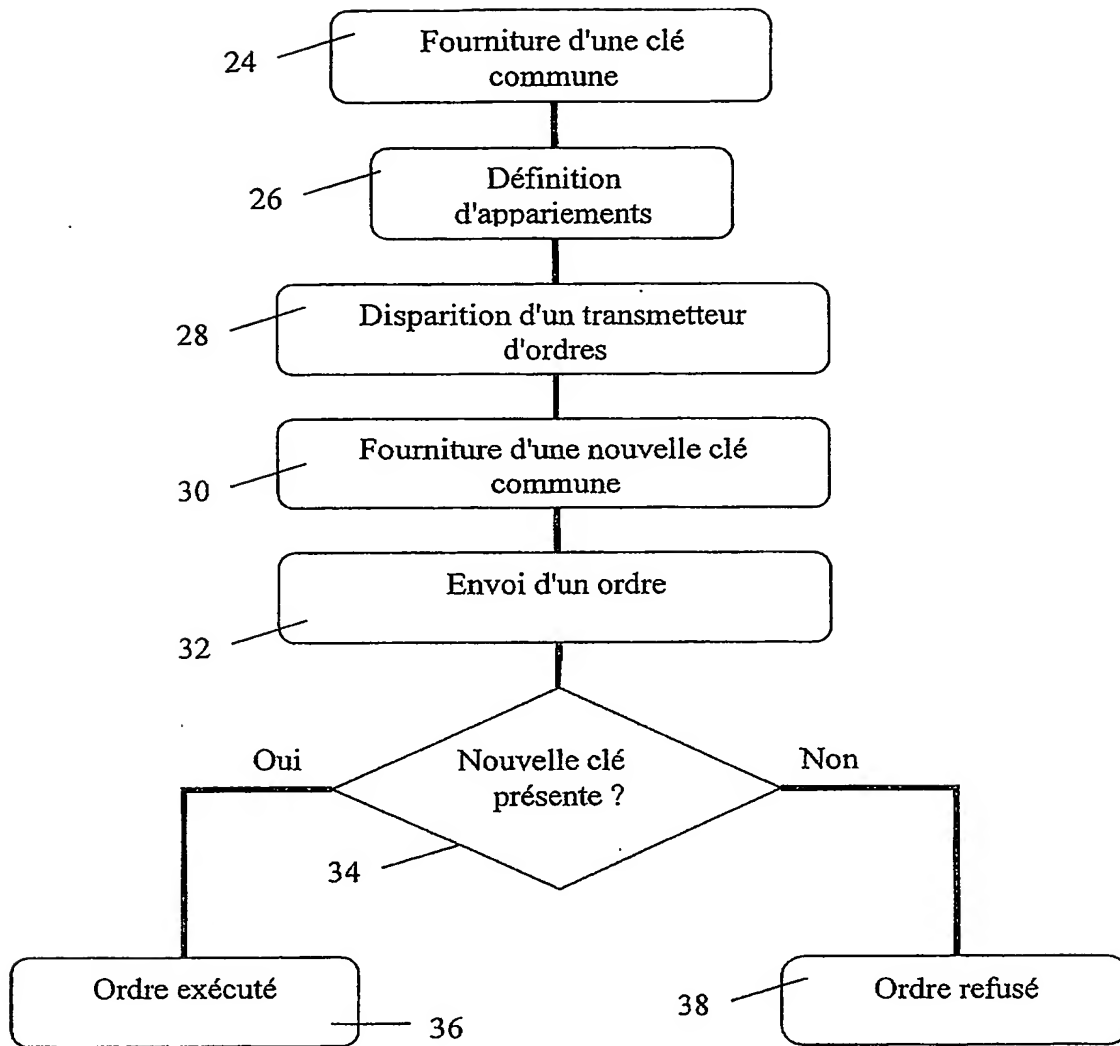 Fourniture d'une clé
commune
24
Définition
d'appariements
26
Disparition d'un transmetteur
d'ordres
28
Fourniture d'une nouvelle clé
commune
30
Envoi d'un ordre
32
Oui
Nouvelle clé
présente ?
Non
34
Ordre exécuté
36
Ordre refusé
38